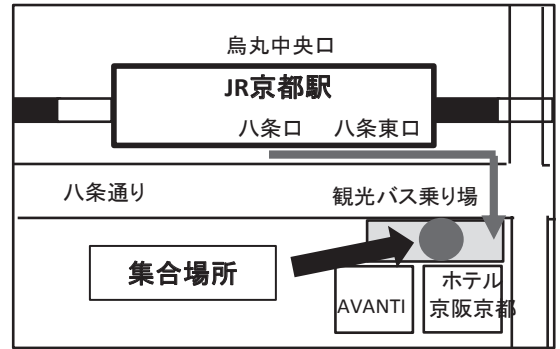 烏丸中央口
JR京都駅
八条口 八条東口
八条通り
観光バス乗り場
集合場所
AVANTI
ホテル
京阪京都